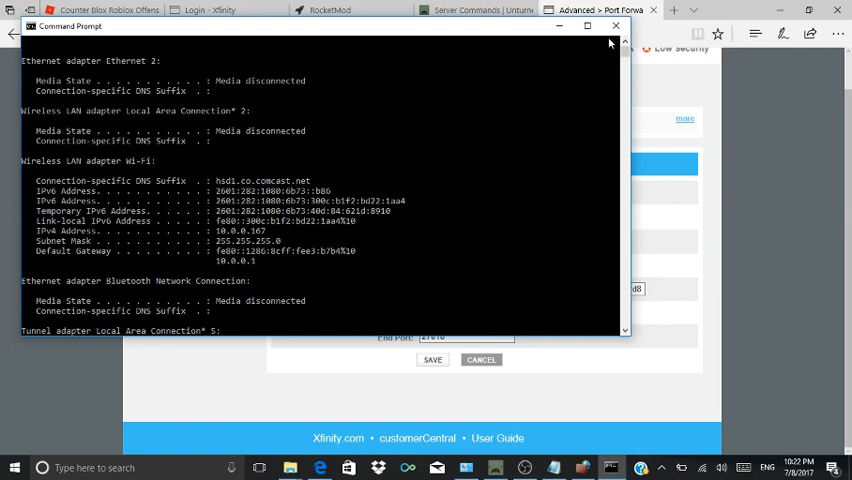 Counter Blox Roblox Offens
Login - Xfinity
RocketMod
Server Commands | Unturne
Advanced > Port Forwa
Command Prompt
Low Security
more
Ethernet adapter Ethernet 2:
Media State . . . . . . . . . . . : Media disconnected
Connection-specific DNS Suffix . :
Wireless LAN adapter Local Area Connection* 2:
Media State . . . . . . . . . . . : Media disconnected
Connection-specific DNS Suffix . :
Wireless LAN adapter Wi-Fi:
Connection-specific DNS Suffix . : hsd1.co.comcast.net
IPv6 Address. . . . . . . . . . . : 2601:282:1080:6b73::b86
IPv6 Address. . . . . . . . . . . : 2601:282:1080:6b73:300c:b1f2:bd22:1aa4
Temporary IPv6 Address. . . . . . : 2601:282:1080:6b73:40d:84:621d:8910
Link-local IPv6 Address . . . . . : fe80::300c:b1f2:bd22:1aa4%10
IPv4 Address. . . . . . . . . . . : 10.0.0.167
Subnet Mask . . . . . . . . . . . : 255.255.255.0
Default Gateway . . . . . . . . . : fe80::1286:8cff:fee3:b7b4%10
10.0.0.1
Ethernet adapter Bluetooth Network Connection:
Media State . . . . . . . . . . . : Media disconnected
Connection-specific DNS Suffix . :
Tunnel adapter Local Area Connection* 5:
d8
End Port:
SAVE
CANCEL
Xfinity.com • customerCentral • User Guide
Type here to search
ENG
10:22 PM
7/8/2017